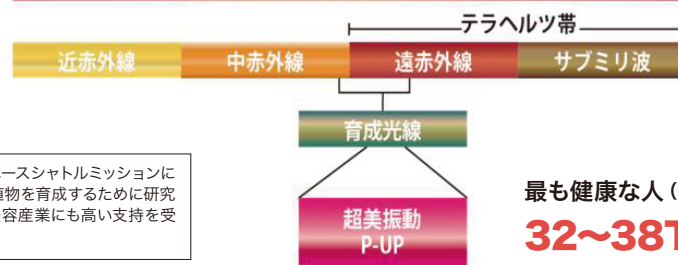 テラヘルツ帯
近赤外線 中赤外線 遠赤外線 サブミリ波
育成光線
ースシャトルミッションに
植物を育成するために研究
容産業にも高い支持を受
超美振動
P-UP
最も健康な人(
32〜38T